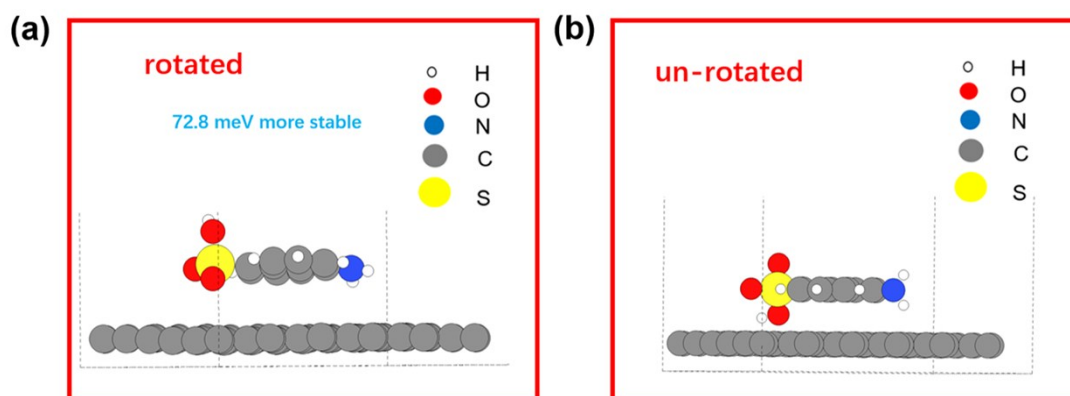 (a)
rotated
72.8 meV more stable
H
O
N
C
S
(b)
un-rotated
H
O
N
C
S